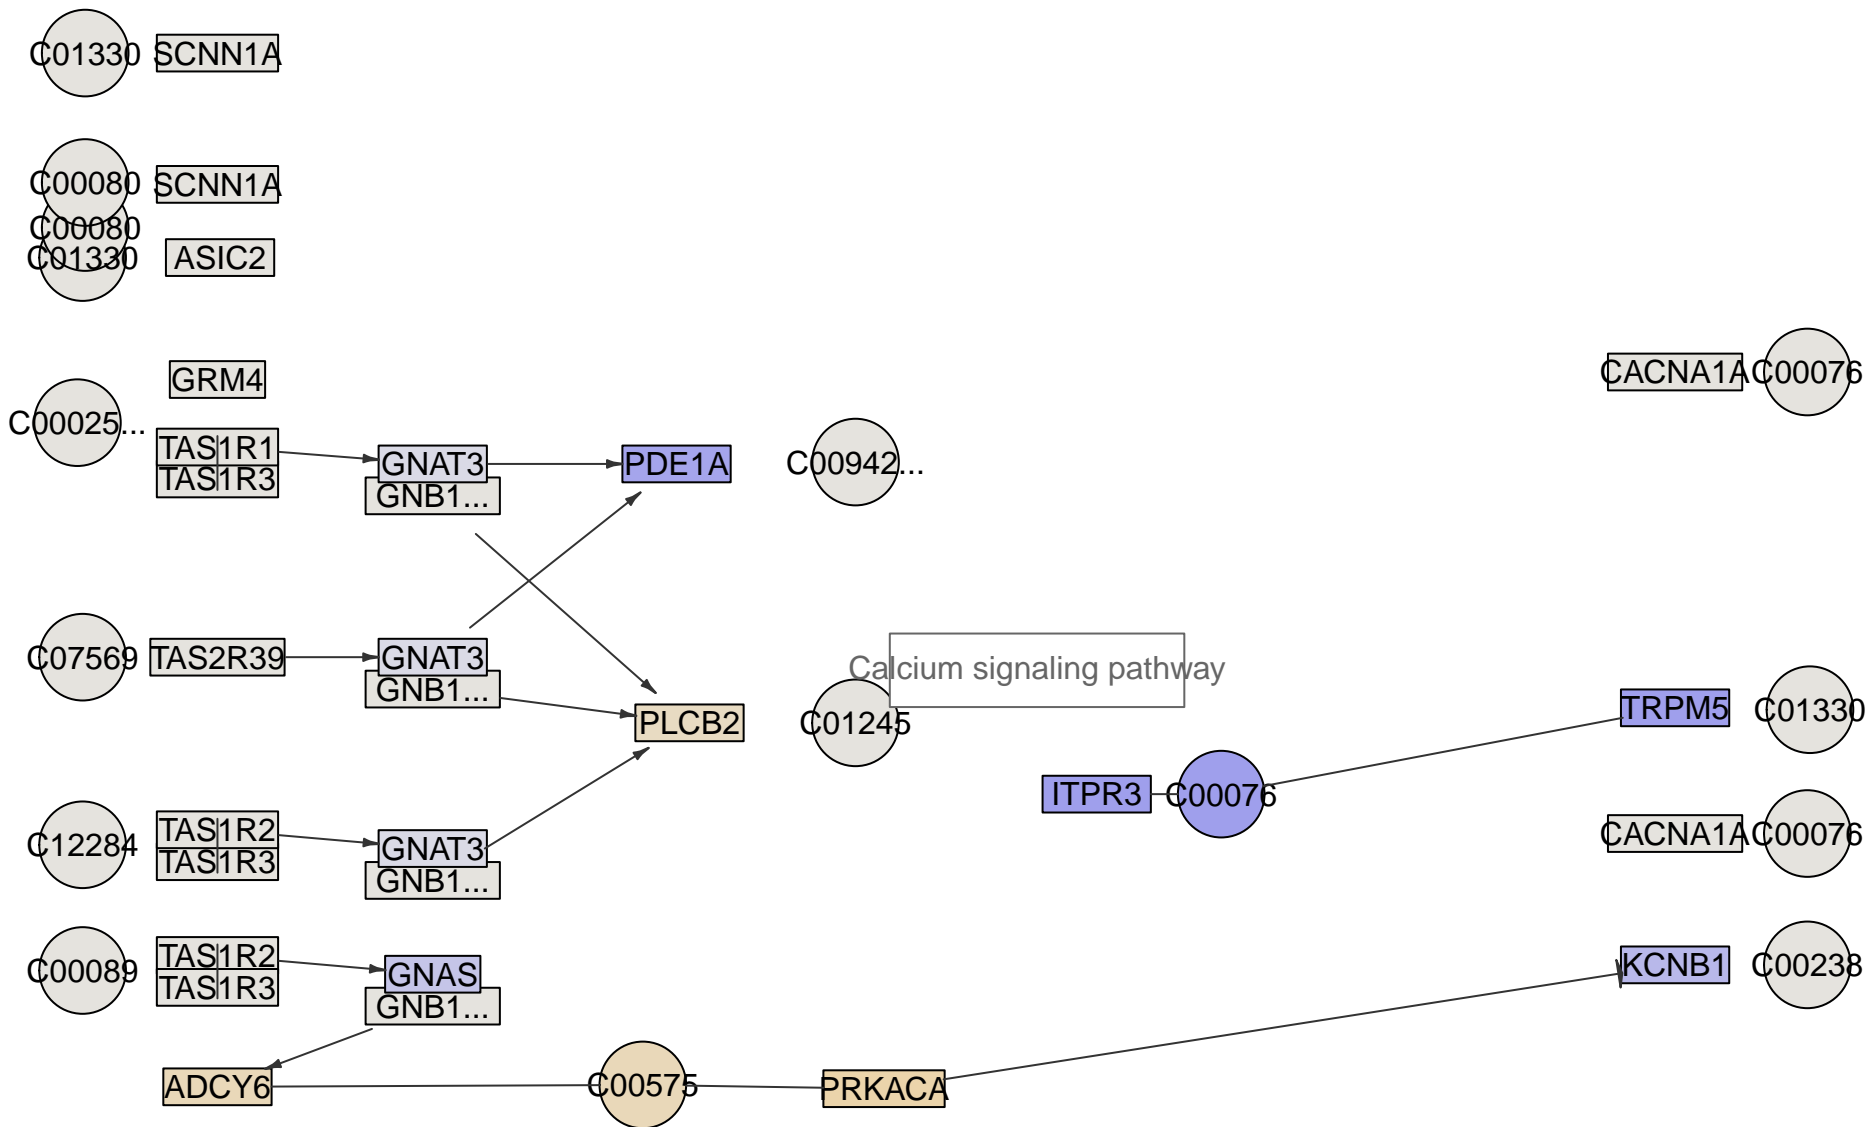 C01330 SCNN1A
C00080 SCNN1A
C00080
C01330 ASIC2
GRM4
CACNA1A C00076
C00025...
TAS1R1
GNAT3 PDE1A C00942...
TAS1R3
GNB1...
C07569 TAS2R39 GNAT3
Calcium signaling pathway
GNB1...
TRPM5 C01330
PLCB2 C01245
ITPR3 C00076
TAS1R2
CACNA1A C00076
C12284
GNAT3
TAS1R3
GNB1...
TAS1R2
KCNB1 C00238
C00089
GNAS
TAS1R3
GNB1...
ADCY6 C00575 PRKACA